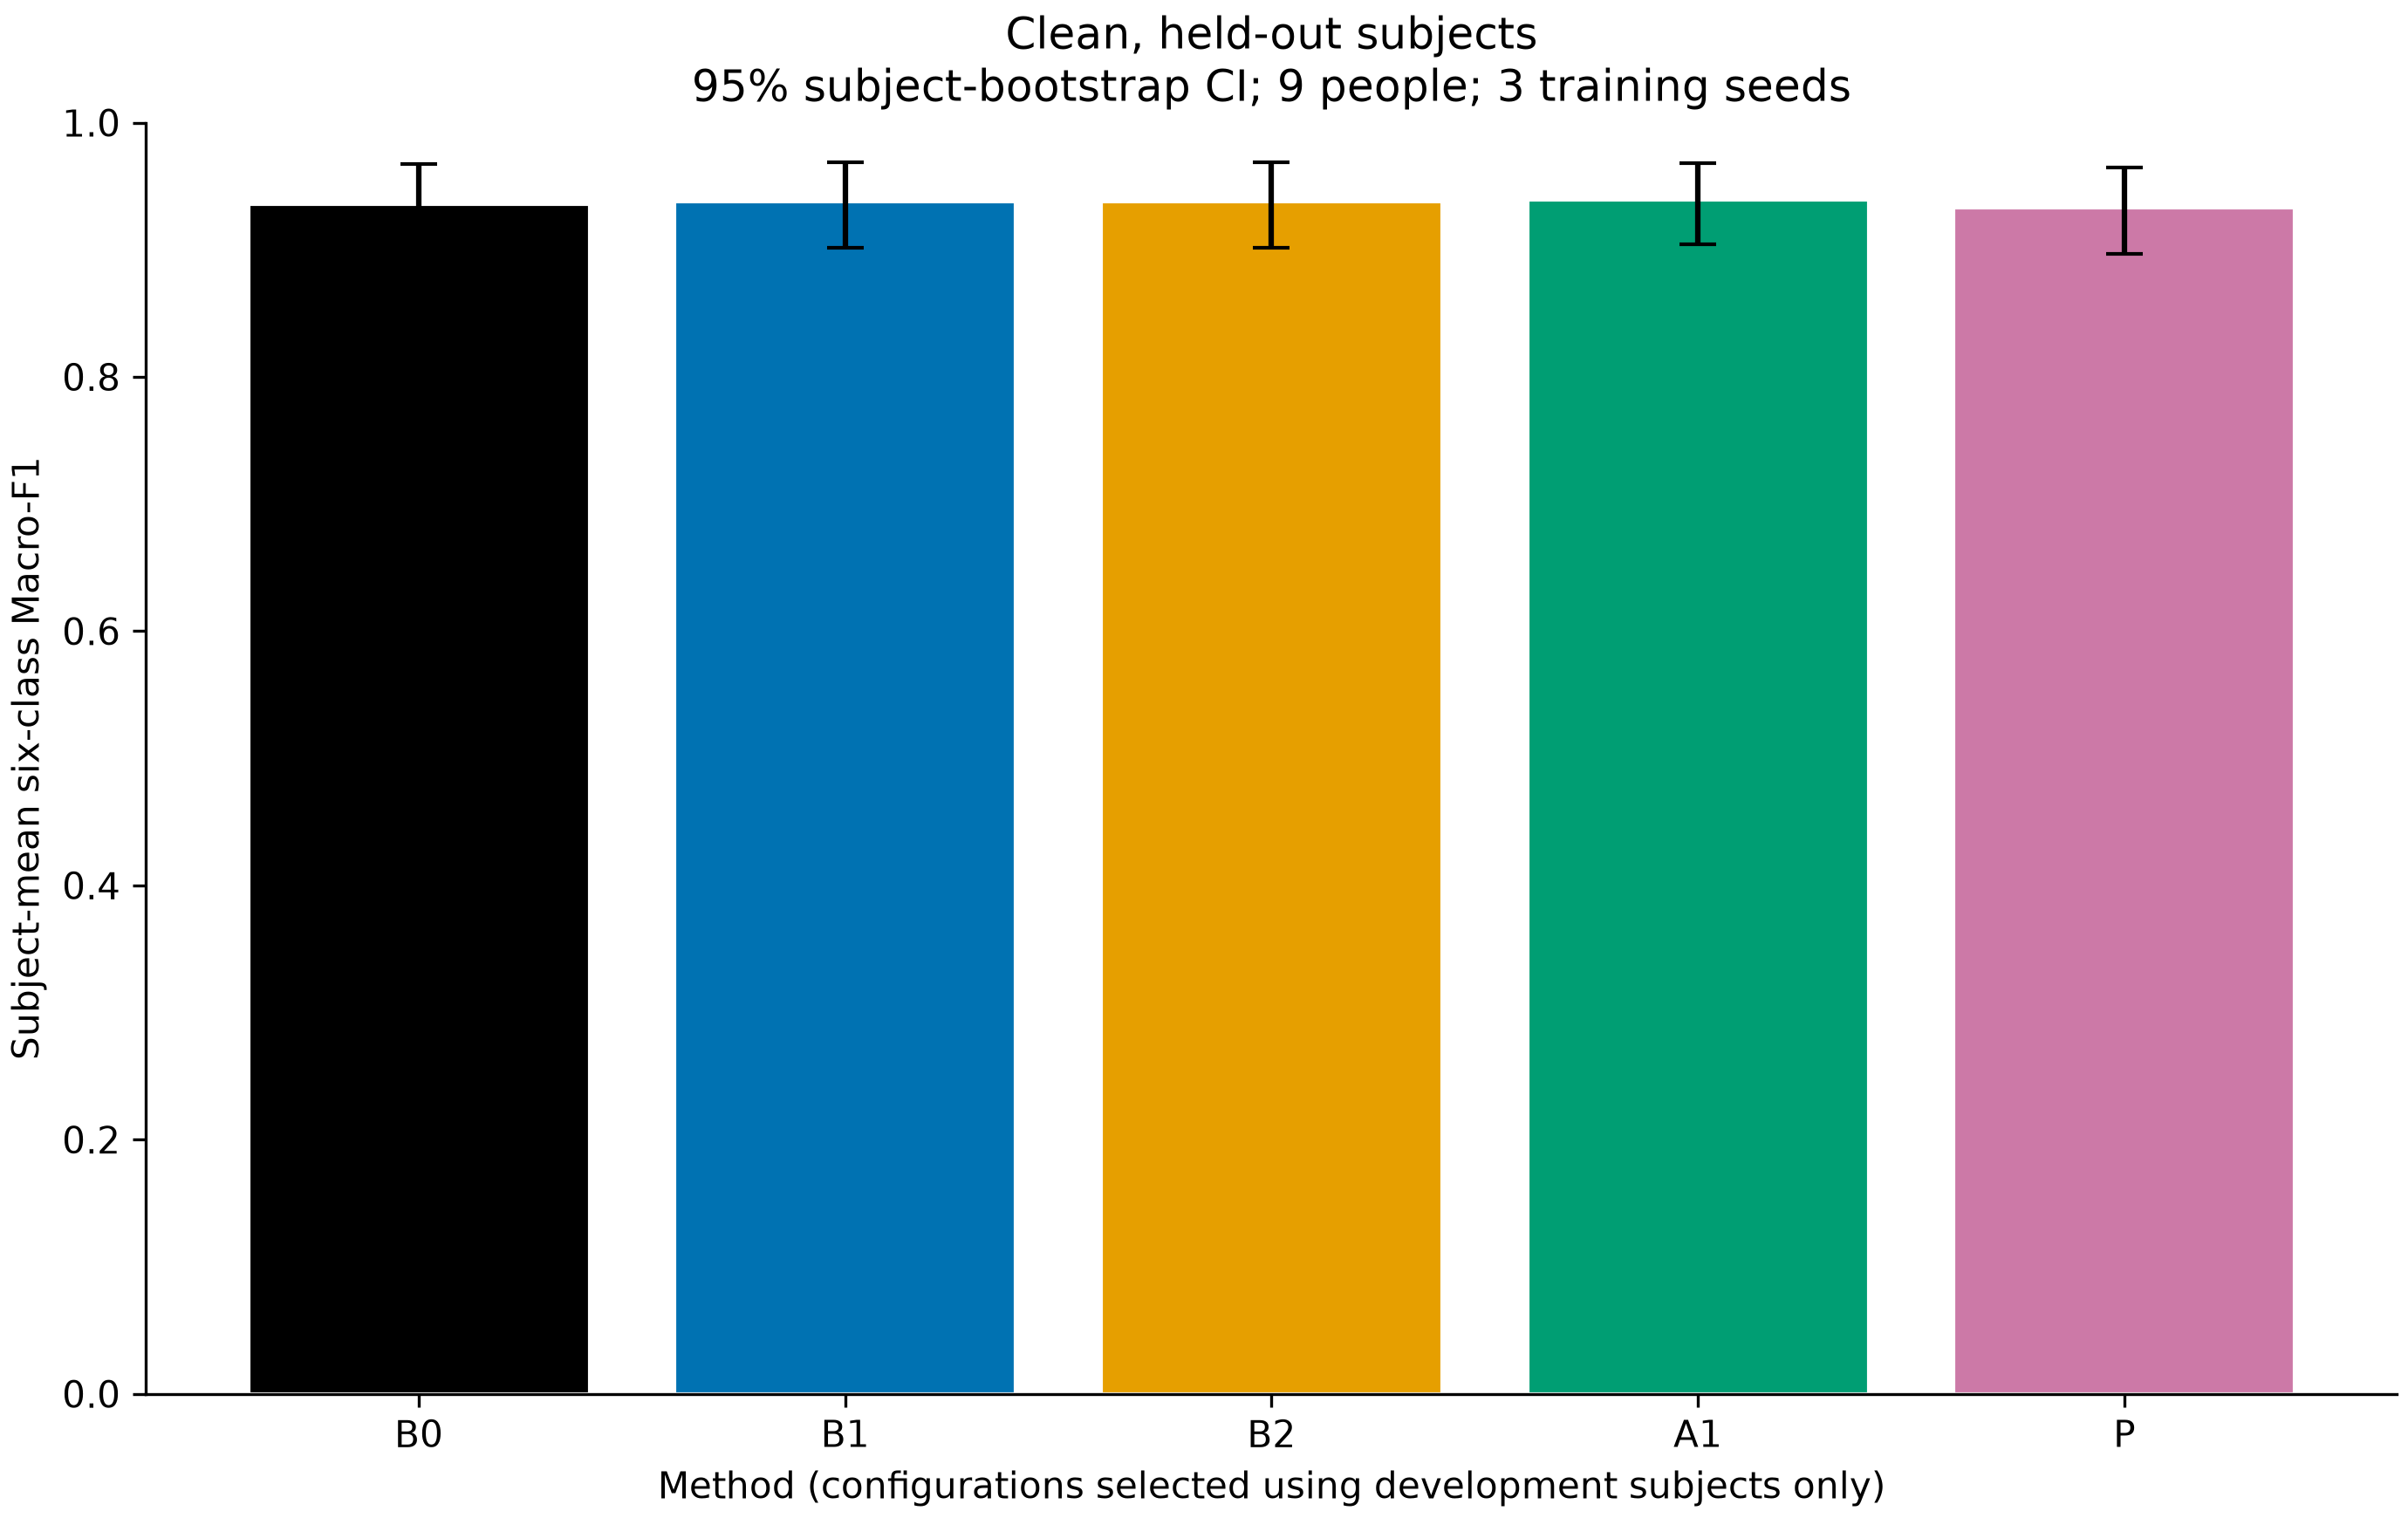 Clean, held-out subjects
95% subject-bootstrap CI; 9 people; 3 training seeds
Subject-mean six-class Macro-F1
1.0
0.8
0.6
0.4
0.2
0.0
B0 B1 B2 A1 P
Method (configurations selected using development subjects only)